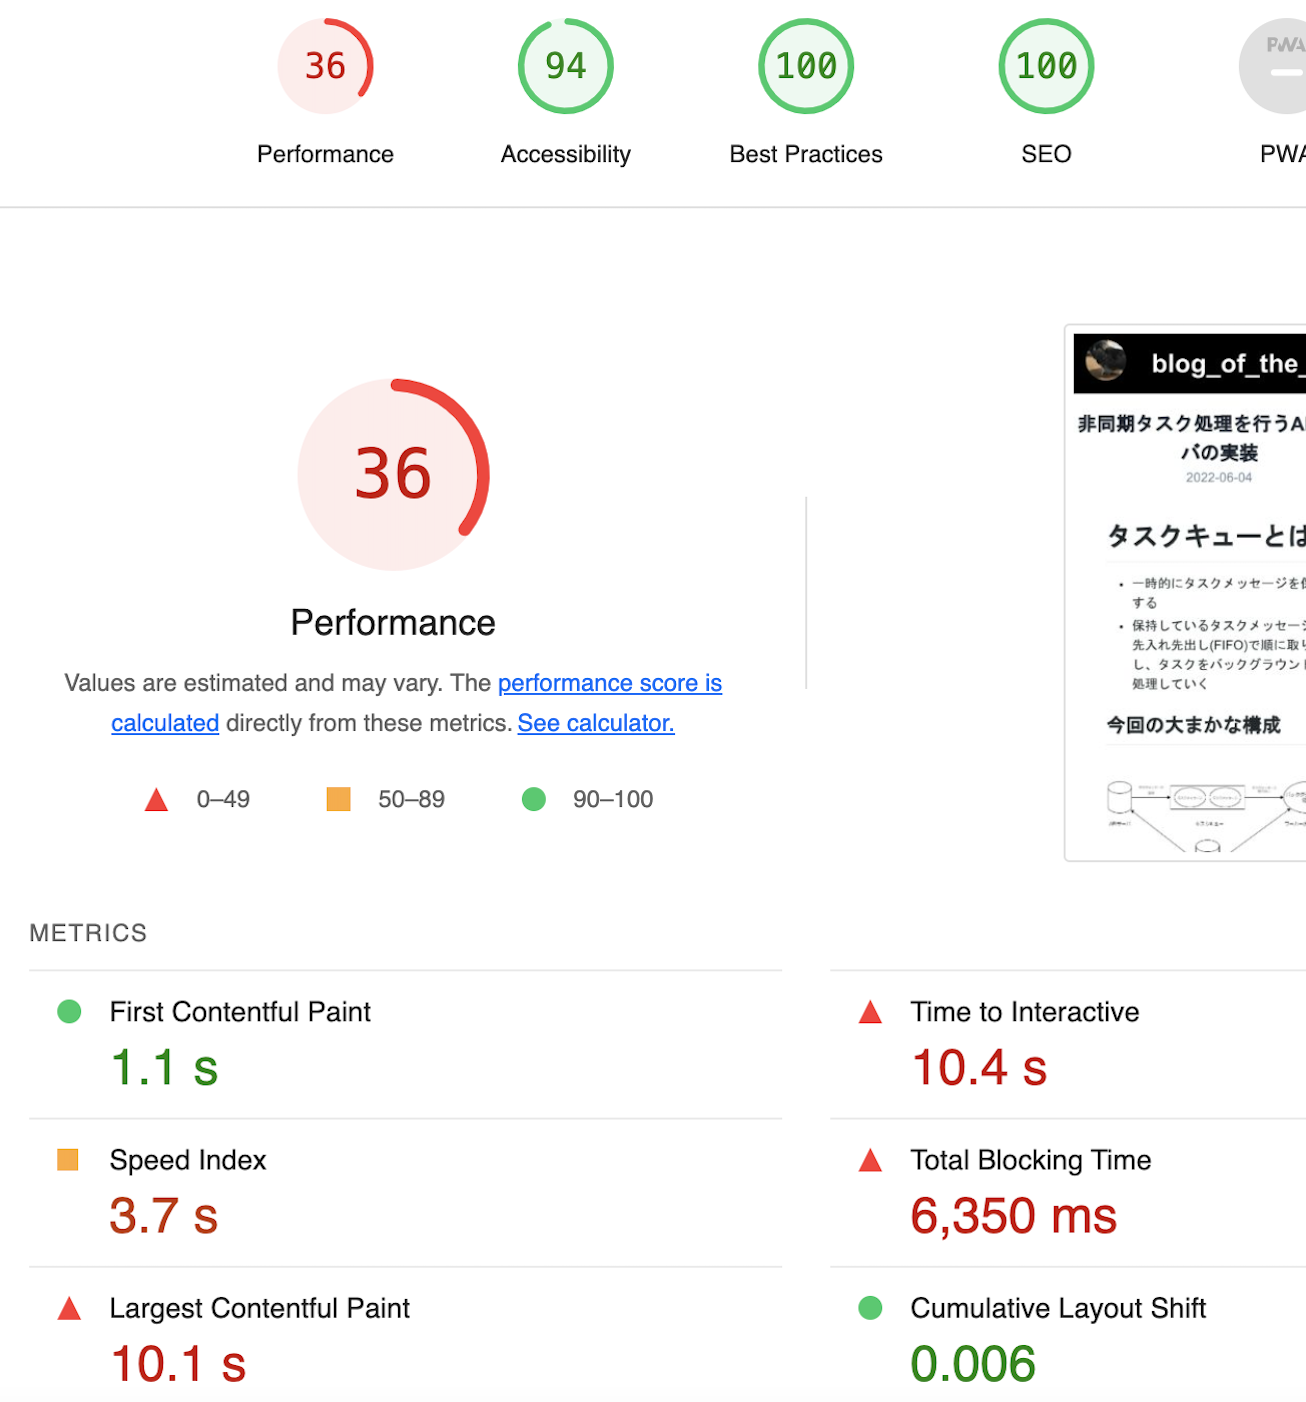 36
94
100
100
PWA
Performance
Accessibility
Best Practices
SEO
PWA
36
Performance
Values are estimated and may vary. The performance score is
calculated directly from these metrics. See calculator.
0–49
50–89
90–100
blog_of_the_
非同期タスク処理を行うA
バの実装
2022-06-04
タスクキューとは
一時的にタスクメッセージを
する
保持しているタスクメッセージ
先入れ先出し(FIFO)で順に取り
し、タスクをバックグラウンド
処理していく
今回の大まかな構成
METRICS
First Contentful Paint
1.1 s
Time to Interactive
10.4 s
Speed Index
3.7 s
Total Blocking Time
6,350 ms
Largest Contentful Paint
10.1 s
Cumulative Layout Shift
0.006